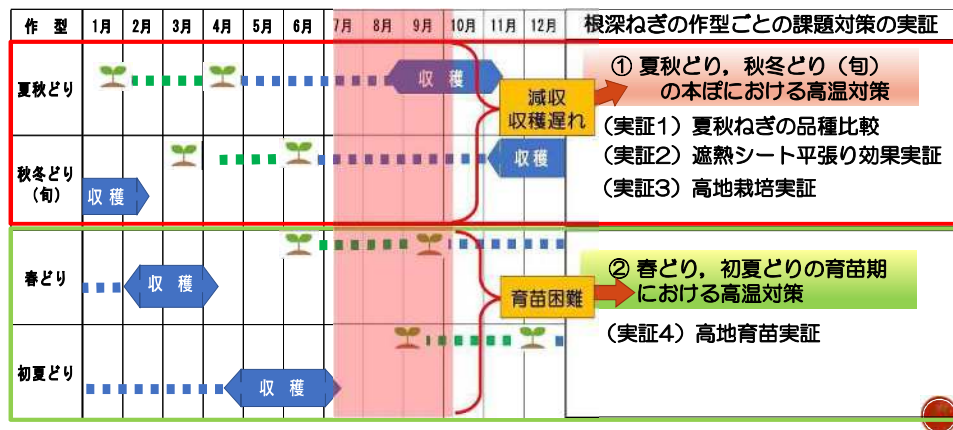 作 型 1月 2月 3月 4月 5月 6月 7月 8月 9月 10月 11月 12月 根深ねぎの作型ごとの課題対策の実証
夏秋どり
収 穫
減収
収穫遅れ
① 夏秋どり，秋冬どり（旬）
の本ぽにおける高温対策
（実証1）夏秋ねぎの品種比較
（実証2）遮熱シート平張り効果実証
（実証3）高地栽培実証
秋冬どり
（旬）
収 穫
収 穫
春どり
収 穫
育苗困難
② 春どり，初夏どりの育苗期
における高温対策
（実証4）高地育苗実証
初夏どり
収 穫